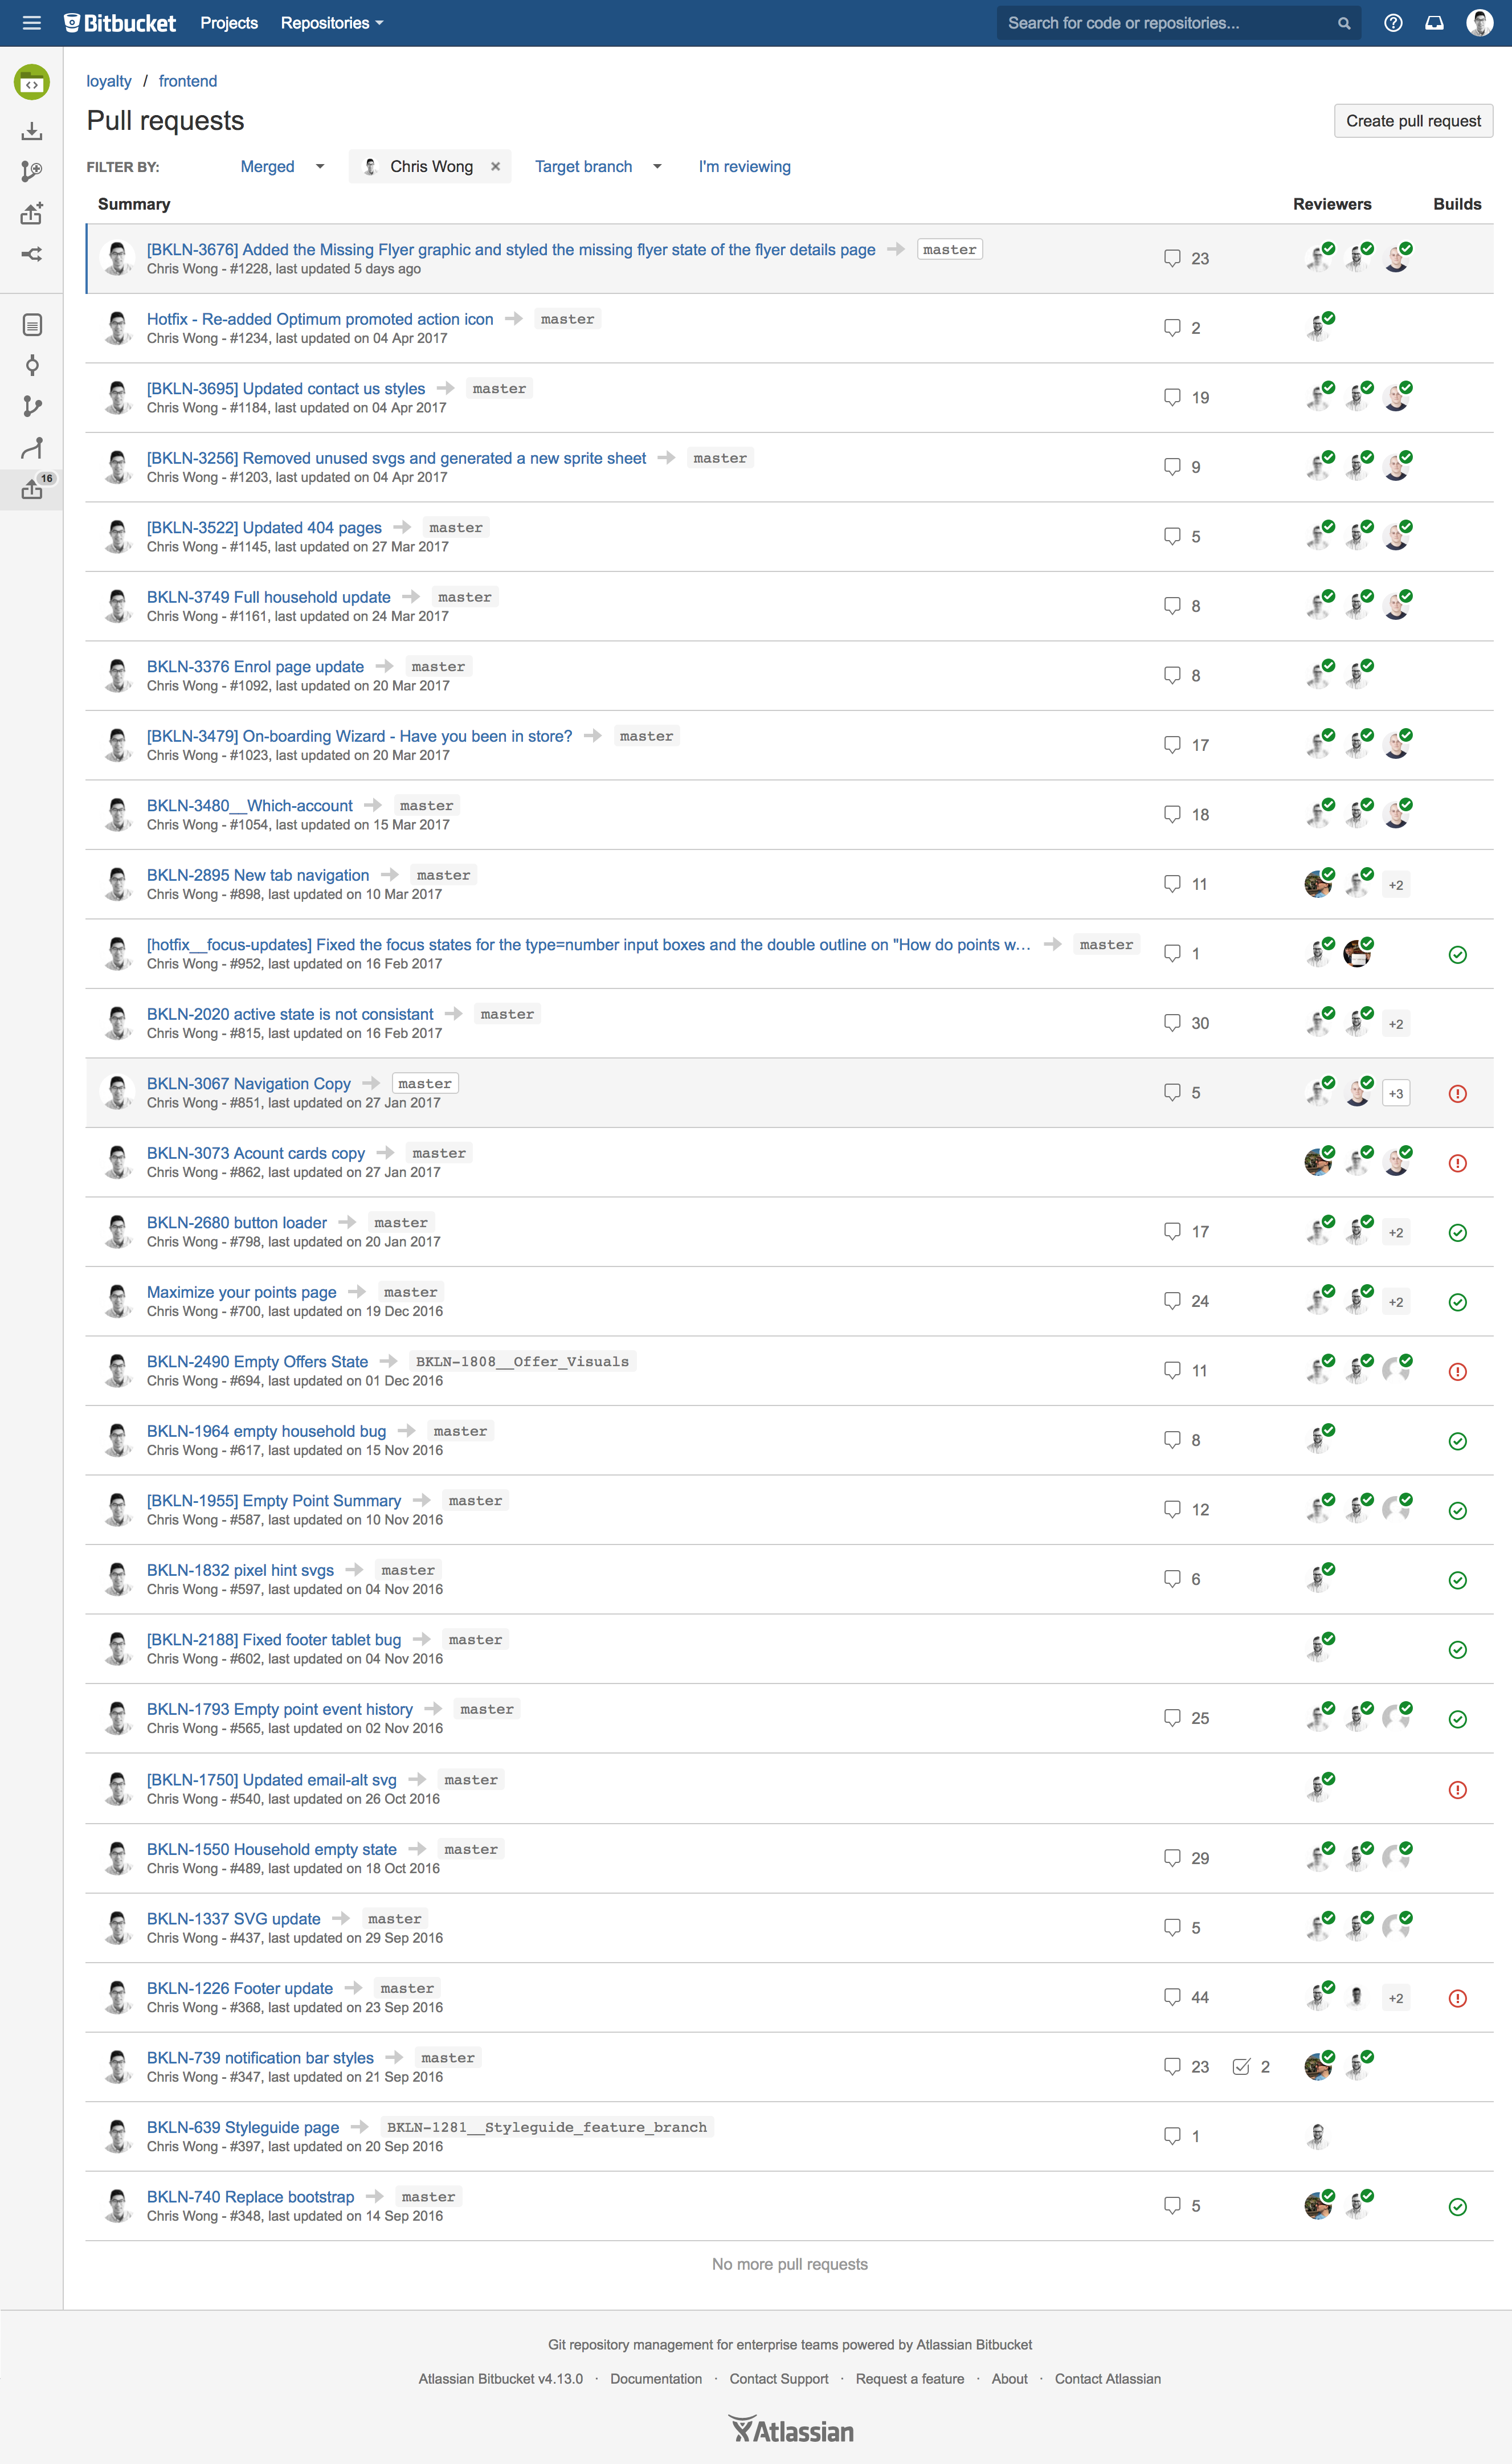 Bitbucket Projects Repositories Search for code or repositories...
loyalty / frontend
Pull requests
Create pull request
FILTER BY: Merged Chris Wong × Target branch I'm reviewing
Summary Reviewers Builds
[BKLN-3676] Added the Missing Flyer graphic and styled the missing flyer state of the flyer details page master
Chris Wong - #1228, last updated 5 days ago
23
Hotfix - Re-added Optimum promoted action icon master
Chris Wong - #1234, last updated on 04 Apr 2017
2
[BKLN-3695] Updated contact us styles master
Chris Wong - #1184, last updated on 04 Apr 2017
19
[BKLN-3256] Removed unused svgs and generated a new sprite sheet master
Chris Wong - #1203, last updated on 04 Apr 2017
9
16
[BKLN-3522] Updated 404 pages master
Chris Wong - #1145, last updated on 27 Mar 2017
5
BKLN-3749 Full household update master
Chris Wong - #1161, last updated on 24 Mar 2017
8
BKLN-3376 Enrol page update master
Chris Wong - #1092, last updated on 20 Mar 2017
8
[BKLN-3479] On-boarding Wizard - Have you been in store? master
Chris Wong - #1023, last updated on 20 Mar 2017
17
BKLN-3480__Which-account master
Chris Wong - #1054, last updated on 15 Mar 2017
18
BKLN-2895 New tab navigation master
Chris Wong - #898, last updated on 10 Mar 2017
11 +2
[hotfix__focus-updates] Fixed the focus states for the type=number input boxes and the double outline on "How do points w... master
Chris Wong - #952, last updated on 16 Feb 2017
1
BKLN-2020 active state is not consistant master
Chris Wong - #815, last updated on 16 Feb 2017
30 +2
BKLN-3067 Navigation Copy master
Chris Wong - #851, last updated on 27 Jan 2017
5 +3
BKLN-3073 Acount cards copy master
Chris Wong - #862, last updated on 27 Jan 2017
BKLN-2680 button loader master
Chris Wong - #798, last updated on 20 Jan 2017
17 +2
Maximize your points page master
Chris Wong - #700, last updated on 19 Dec 2016
24 +2
BKLN-2490 Empty Offers State BKLN-1808__Offer_Visuals
Chris Wong - #694, last updated on 01 Dec 2016
11
BKLN-1964 empty household bug master
Chris Wong - #617, last updated on 15 Nov 2016
8
[BKLN-1955] Empty Point Summary master
Chris Wong - #587, last updated on 10 Nov 2016
12
BKLN-1832 pixel hint svgs master
Chris Wong - #597, last updated on 04 Nov 2016
6
[BKLN-2188] Fixed footer tablet bug master
Chris Wong - #602, last updated on 04 Nov 2016
BKLN-1793 Empty point event history master
Chris Wong - #565, last updated on 02 Nov 2016
25
[BKLN-1750] Updated email-alt svg master
Chris Wong - #540, last updated on 26 Oct 2016
BKLN-1550 Household empty state master
Chris Wong - #489, last updated on 18 Oct 2016
29
BKLN-1337 SVG update master
Chris Wong - #437, last updated on 29 Sep 2016
5
BKLN-1226 Footer update master
Chris Wong - #368, last updated on 23 Sep 2016
44 +2
BKLN-739 notification bar styles master
Chris Wong - #347, last updated on 21 Sep 2016
23 2
BKLN-639 Styleguide page BKLN-1281__Styleguide_feature_branch
Chris Wong - #397, last updated on 20 Sep 2016
1
BKLN-740 Replace bootstrap master
Chris Wong - #348, last updated on 14 Sep 2016
5
No more pull requests
Git repository management for enterprise teams powered by Atlassian Bitbucket
Atlassian Bitbucket v4.13.0 · Documentation · Contact Support · Request a feature · About · Contact Atlassian
Atlassian